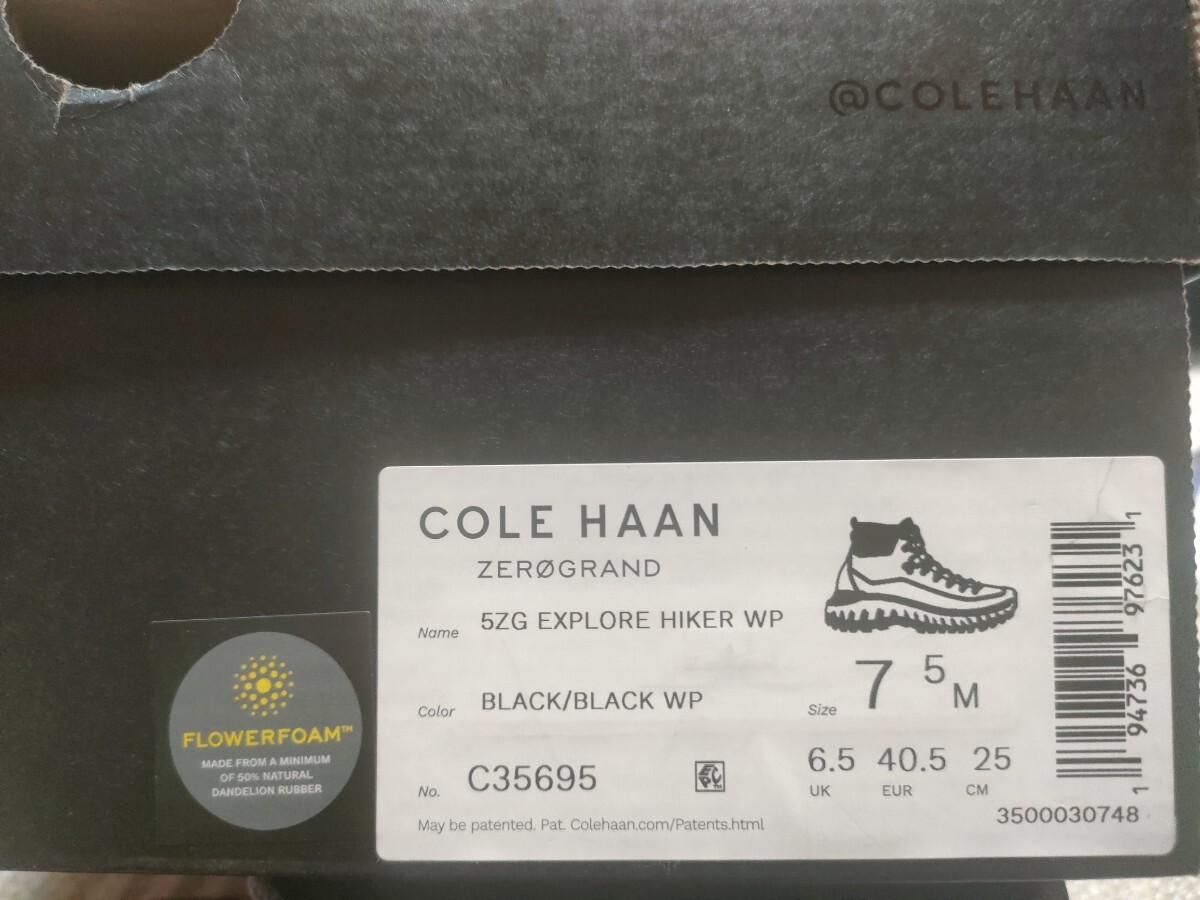 @COLEHAAN
COLE HAAN
ZERØGRAND
Name 5ZG EXPLORE HIKER WP
Color BLACK/BLACK WP
Size 7 5 M
No. C35695
6.5 40.5 25
UK EUR CM
May be patented. Pat. Colehaan.com/Patents.html
3500030748
1 94736 97623 1
FLOWERFOAM™
MADE FROM A MINIMUM
OF 50% NATURAL
DANDELION RUBBER